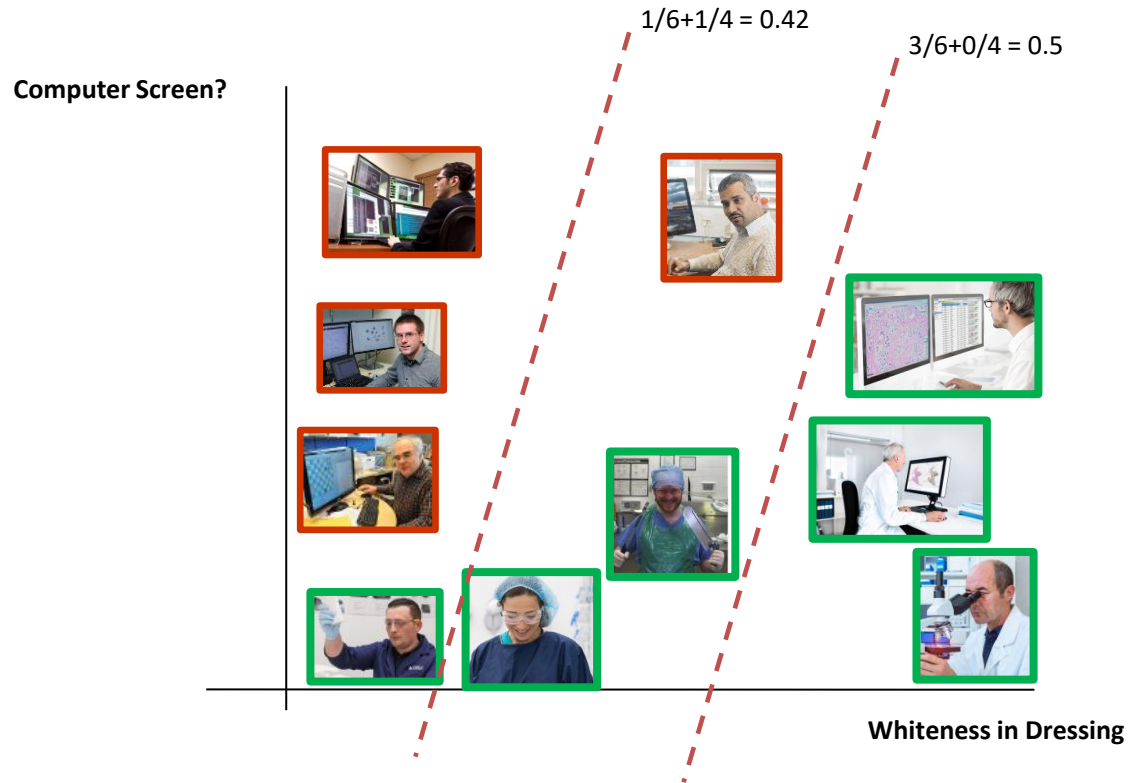 1/6+1/4 = 0.42
3/6+0/4 = 0.5
Computer Screen?
Whiteness in Dressing